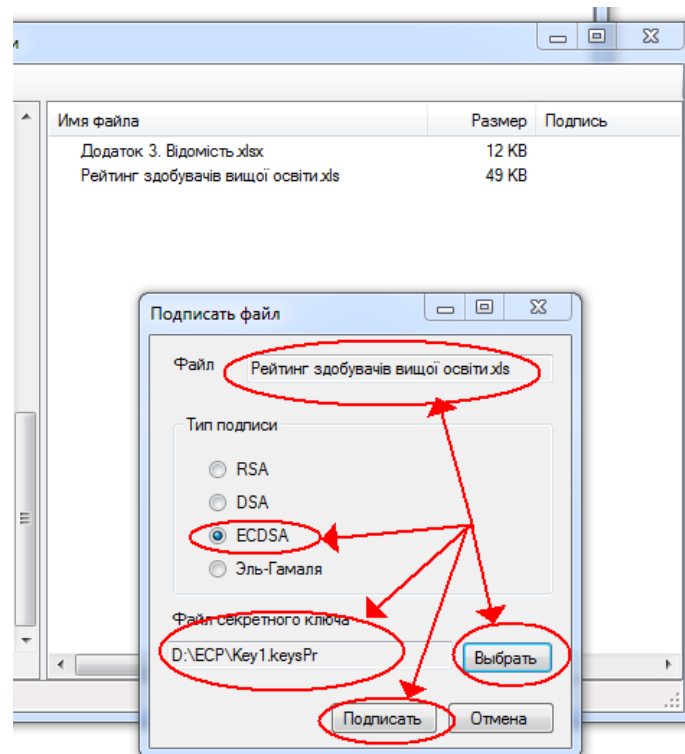 и
Имя файла Размер Подпись
Додаток 3. Відомість.xlsx 12 KB
Рейтинг здобувачів вищої освіти.xls 49 KB
Подписать файл
Файл Рейтинг здобувачів вищої освіти.xls
Тип подписи
RSA
DSA
ECDSA
Эль-Гамаля
Файл секретного ключа
D:\ECP\Key1.keysPr Выбрать
Подписать Отмена